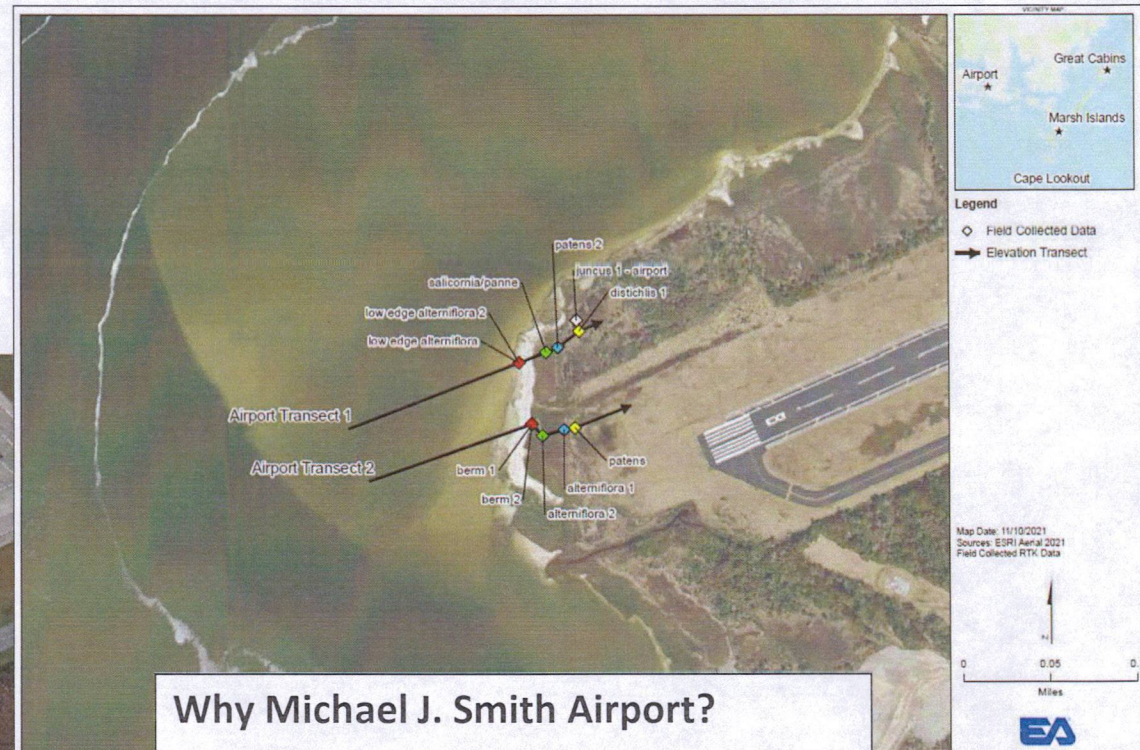 VICINITY MAP
Great Cabins
Airport
Marsh Islands
Cape Lookout
Legend
Field Collected Data
Elevation Transect
patens 2
juncus 1 - airport
salicornia/panne
distichlis 1
low edge alterniflora 2
low edge alterniflora
Airport Transect 1
Airport Transect 2
berm 1
patens
berm 2
alterniflora 1
alterniflora 2
Map Date: 11/10/2021
Sources: ESRI Aerial 2021
Field Collected RTK Data
N
0 0.05 0.
Miles
EA
Why Michael J. Smith Airport?